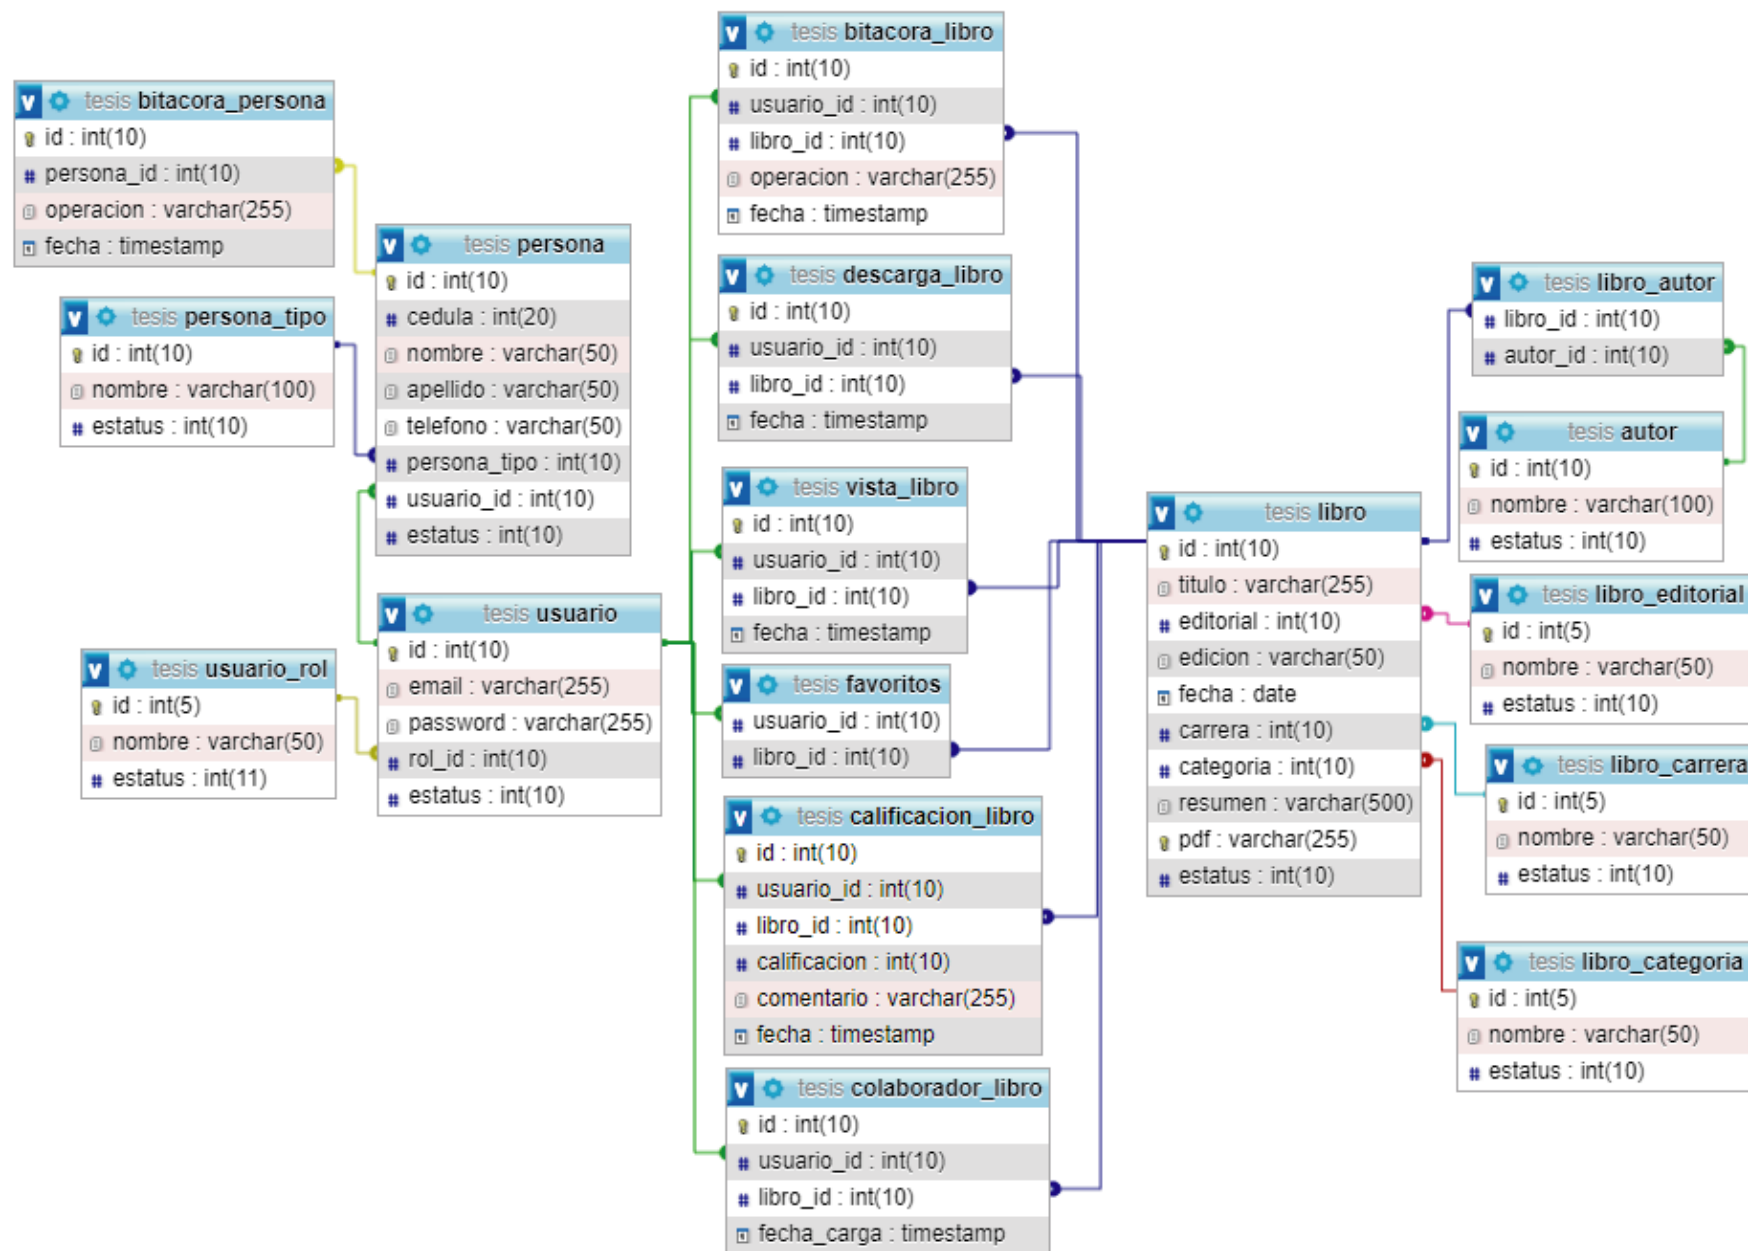 tesis bitacora_persona
id : int(10)
persona_id : int(10)
operacion : varchar(255)
fecha : timestamp
tesis persona_tipo
id : int(10)
nombre : varchar(100)
estatus : int(10)
tesis persona
id : int(10)
cedula : int(20)
nombre : varchar(50)
apellido : varchar(50)
telefono : varchar(50)
persona_tipo : int(10)
usuario_id : int(10)
estatus : int(10)
tesis usuario_rol
id : int(5)
nombre : varchar(50)
estatus : int(11)
tesis usuario
id : int(10)
email : varchar(255)
password : varchar(255)
rol_id : int(10)
estatus : int(10)
tesis bitacora_libro
id : int(10)
usuario_id : int(10)
libro_id : int(10)
operacion : varchar(255)
fecha : timestamp
tesis descarga_libro
id : int(10)
usuario_id : int(10)
libro_id : int(10)
fecha : timestamp
tesis vista_libro
id : int(10)
usuario_id : int(10)
libro_id : int(10)
fecha : timestamp
tesis favoritos
usuario_id : int(10)
libro_id : int(10)
tesis calificacion_libro
id : int(10)
usuario_id : int(10)
libro_id : int(10)
calificacion : int(10)
comentario : varchar(255)
fecha : timestamp
tesis colaborador_libro
id : int(10)
usuario_id : int(10)
libro_id : int(10)
fecha_carga : timestamp
tesis libro
id : int(10)
titulo : varchar(255)
editorial : int(10)
edicion : varchar(50)
fecha : date
carrera : int(10)
categoria : int(10)
resumen : varchar(500)
pdf : varchar(255)
estatus : int(10)
tesis libro_autor
libro_id : int(10)
autor_id : int(10)
tesis autor
id : int(10)
nombre : varchar(100)
estatus : int(10)
tesis libro_editorial
id : int(5)
nombre : varchar(50)
estatus : int(10)
tesis libro_carrera
id : int(5)
nombre : varchar(50)
estatus : int(10)
tesis libro_categoria
id : int(5)
nombre : varchar(50)
estatus : int(10)